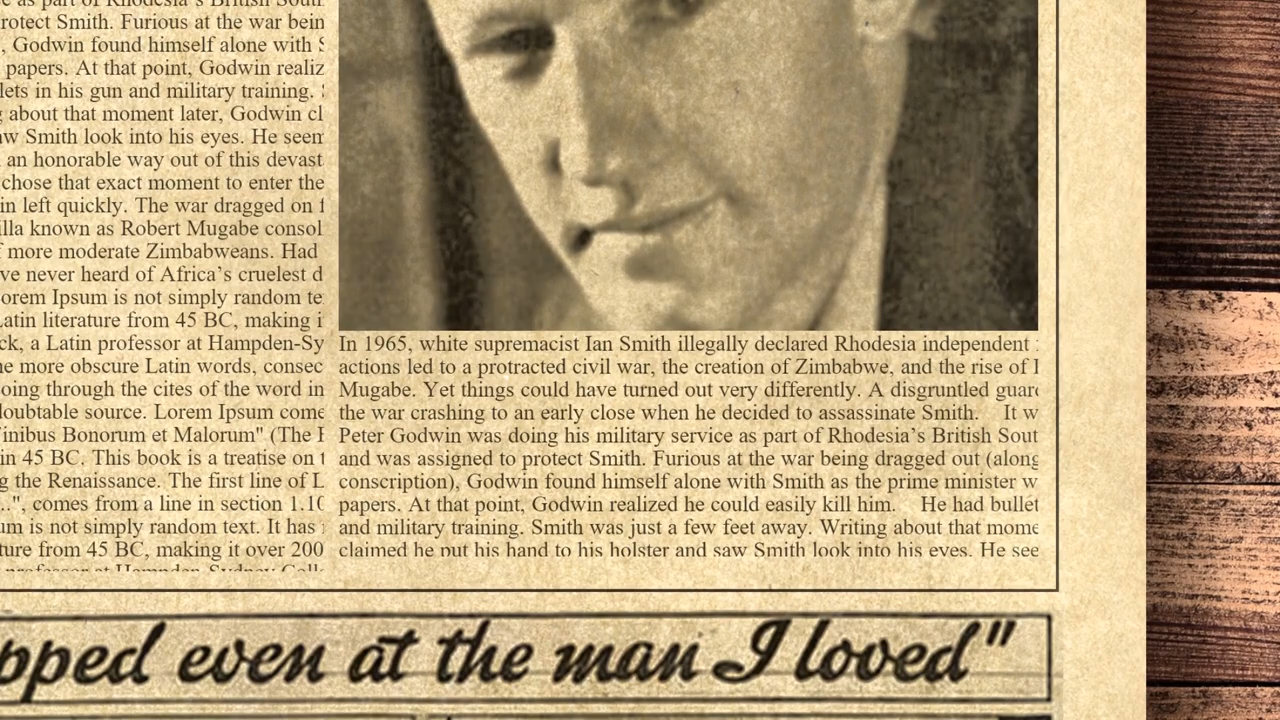 se as part of Rhodesia's British Sout
protect Smith. Furious at the war bein
, Godwin found himself alone with
papers. At that point, Godwin realiz
lets in his gun and military training.
about that moment later, Godwin cl
aw Smith look into his eyes. He seem
an honorable way out of this devast
chose that exact moment to enter the
in left quickly. The war dragged on f
illa known as Robert Mugabe consol
f more moderate Zimbabweans. Had
ve never heard of Africa’s cruelest d
orem Ipsum is not simply random te
Latin literature from 45 BC, making i
ck, a Latin professor at Hampden-Sy
he more obscure Latin words, consec
oing through the cites of the word in
doubtable source. Lorem Ipsum come
Finibus Bonorum et Malorum" (The
in 45 BC. This book is a treatise on t
g the Renaissance. The first line of L
..", comes from a line in section 1.10
um is not simply random text. It has
ture from 45 BC, making it over 200
professor at Hampden-Sydney Coll
In 1965, white supremacist Ian Smith illegally declared Rhodesia independent
actions led to a protracted civil war, the creation of Zimbabwe, and the rise of
Mugabe. Yet things could have turned out very differently. A disgruntled guar
the war crashing to an early close when he decided to assassinate Smith. It w
Peter Godwin was doing his military service as part of Rhodesia’s British Sout
and was assigned to protect Smith. Furious at the war being dragged out (along
conscription), Godwin found himself alone with Smith as the prime minister w
papers. At that point, Godwin realized he could easily kill him. He had bullet
and military training. Smith was just a few feet away. Writing about that mome
claimed he put his hand to his holster and saw Smith look into his eyes. He see
pped even at the man I loved"